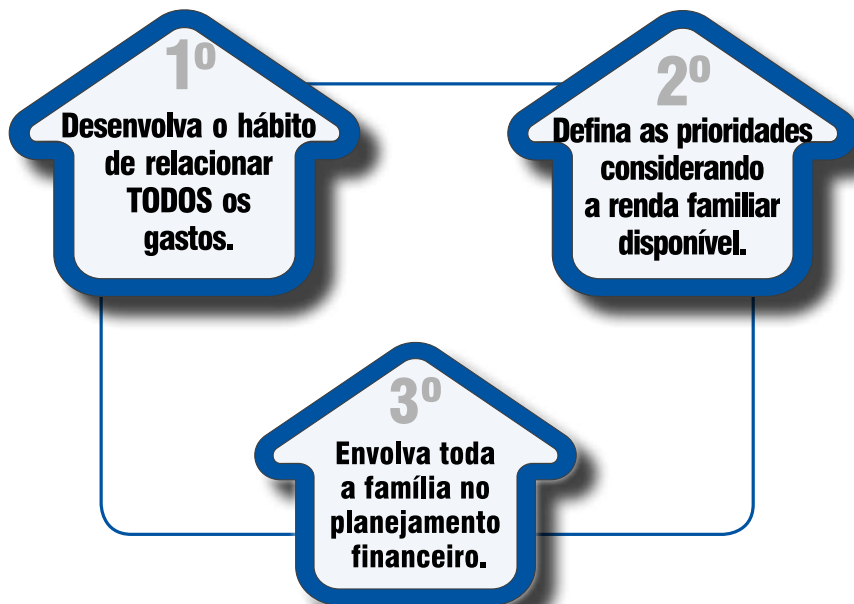 1º
Desenvolva o hábito
de relacionar
TODOS os
gastos.
2º
Defina as prioridades
considerando
a renda familiar
disponível.
3º
Envolva toda
a família no
planejamento
financeiro.